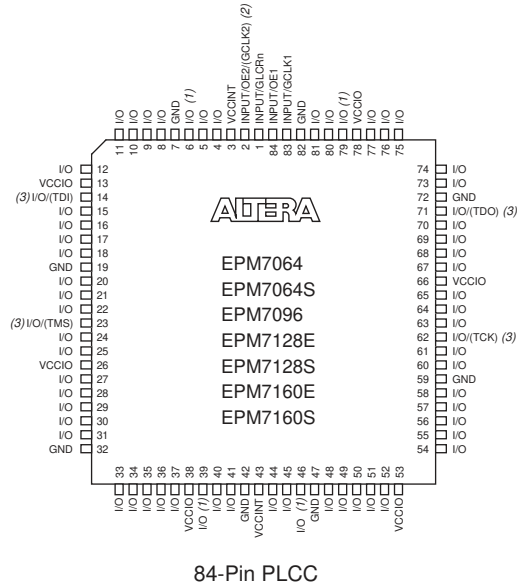 I/O
I/O
I/O
I/O
GND
I/O (1)
I/O
I/O
VCCINT
INPUT/OE2/(GCLK2) (2)
INPUT/GLCRn
INPUT/OE1
INPUT/GCLK1
GND
I/O
I/O
I/O (1)
VCCIO
I/O
I/O
I/O
11 10 9 8 7 6 5 4 3 2 1 84 83 82 81 80 79 78 77 76 75
I/O 12
VCCIO 13
(3) I/O/(TDI) 14
I/O 15
I/O 16
I/O 17
I/O 18
GND 19
I/O 20
I/O 21
I/O 22
(3) I/O/(TMS) 23
I/O 24
I/O 25
VCCIO 26
I/O 27
I/O 28
I/O 29
I/O 30
I/O 31
GND 32
ALTERA
EPM7064
EPM7064S
EPM7096
EPM7128E
EPM7128S
EPM7160E
EPM7160S
74 I/O
73 I/O
72 GND
71 I/O/(TDO) (3)
70 I/O
69 I/O
68 I/O
67 I/O
66 VCCIO
65 I/O
64 I/O
63 I/O
62 I/O/(TCK) (3)
61 I/O
60 I/O
59 GND
58 I/O
57 I/O
56 I/O
55 I/O
54 I/O
33 34 35 36 37 38 39 40 41 42 43 44 45 46 47 48 49 50 51 52 53
I/O
I/O
I/O
I/O
I/O
VCCIO
I/O (1)
I/O
I/O
GND
VCCINT
I/O
I/O
I/O (1)
GND
I/O
I/O
I/O
I/O
I/O
VCCIO
84-Pin PLCC